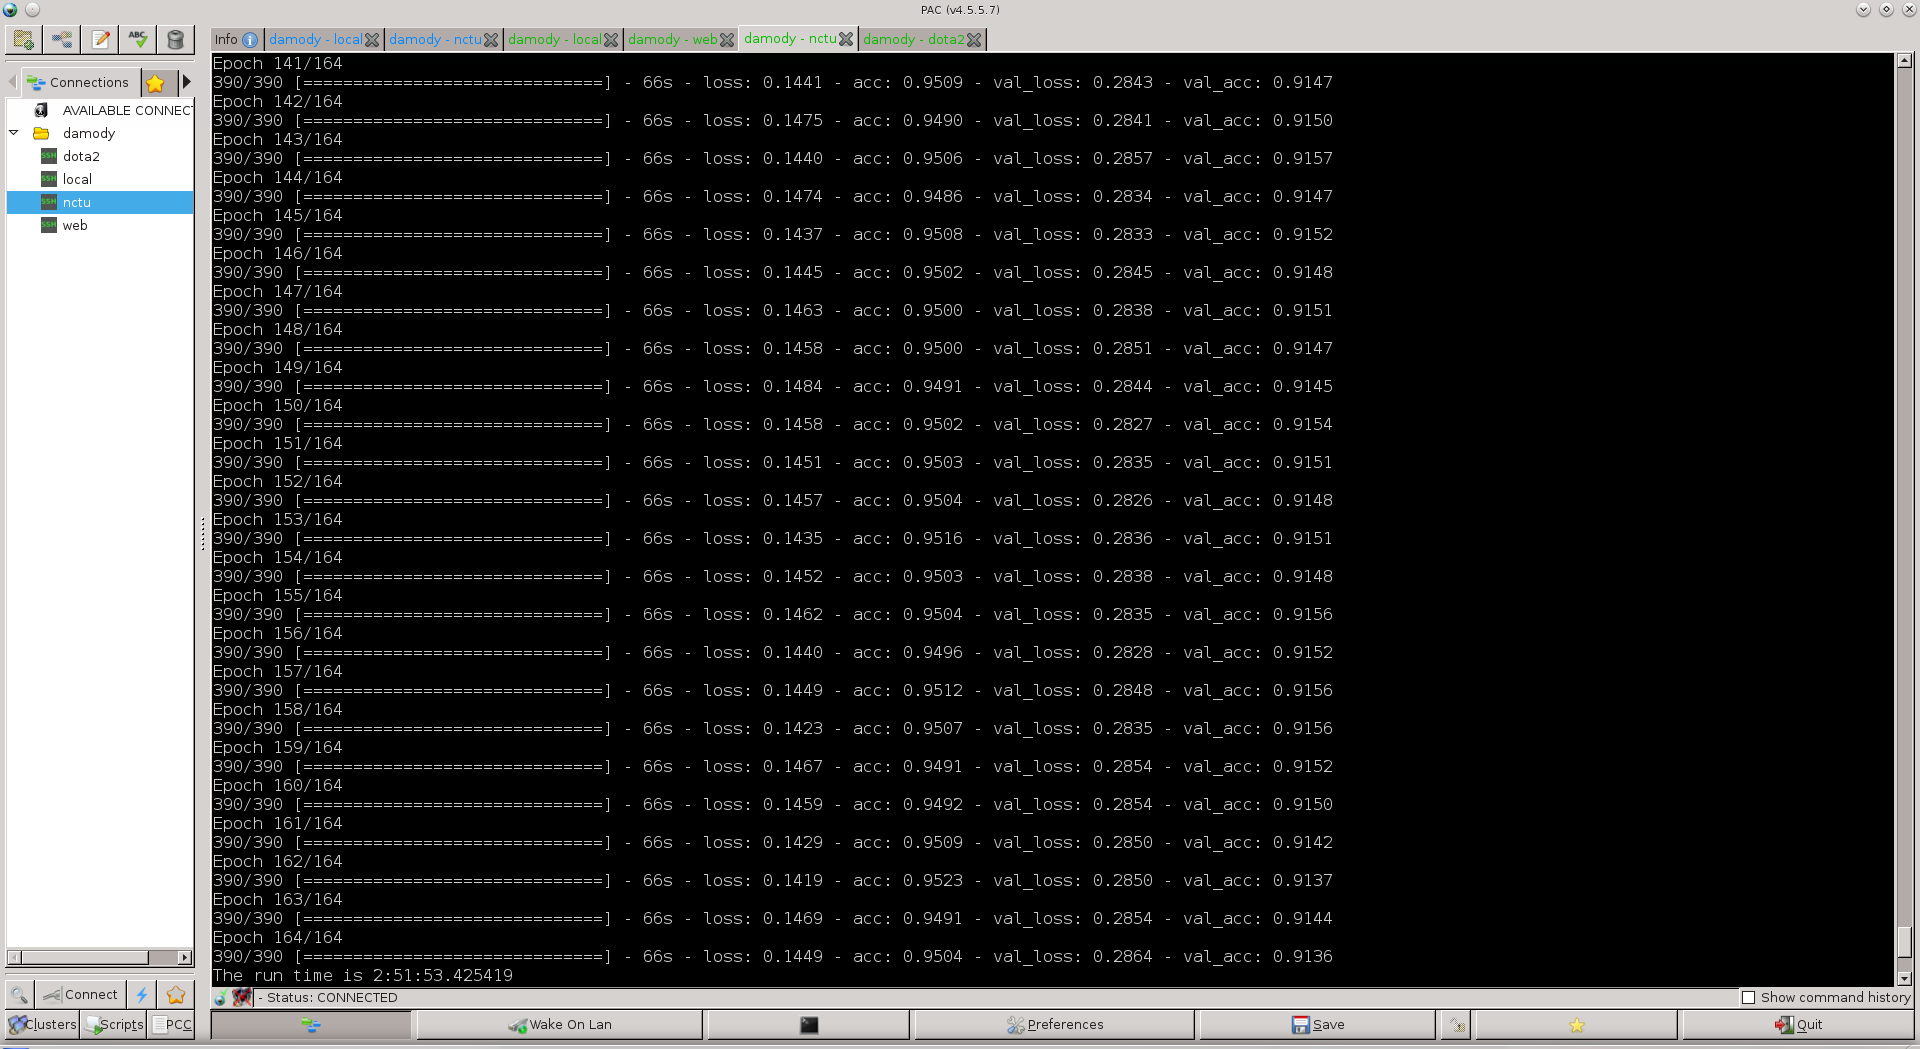 PAC (v4.5.5.7)
Info damody - local damody - nctu damody - local damody - web damody - nctu damody - dota2
Connections
AVAILABLE CONNECT
damody
dota2
local
nctu
web
Epoch 141/164
390/390 [==============================] - 66s - loss: 0.1441 - acc: 0.9509 - val_loss: 0.2843 - val_acc: 0.9147
Epoch 142/164
390/390 [==============================] - 66s - loss: 0.1475 - acc: 0.9490 - val_loss: 0.2841 - val_acc: 0.9150
Epoch 143/164
390/390 [==============================] - 66s - loss: 0.1440 - acc: 0.9506 - val_loss: 0.2857 - val_acc: 0.9157
Epoch 144/164
390/390 [==============================] - 66s - loss: 0.1474 - acc: 0.9486 - val_loss: 0.2834 - val_acc: 0.9147
Epoch 145/164
390/390 [==============================] - 66s - loss: 0.1437 - acc: 0.9508 - val_loss: 0.2833 - val_acc: 0.9152
Epoch 146/164
390/390 [==============================] - 66s - loss: 0.1445 - acc: 0.9502 - val_loss: 0.2845 - val_acc: 0.9148
Epoch 147/164
390/390 [==============================] - 66s - loss: 0.1463 - acc: 0.9500 - val_loss: 0.2838 - val_acc: 0.9151
Epoch 148/164
390/390 [==============================] - 66s - loss: 0.1458 - acc: 0.9500 - val_loss: 0.2851 - val_acc: 0.9147
Epoch 149/164
390/390 [==============================] - 66s - loss: 0.1484 - acc: 0.9491 - val_loss: 0.2844 - val_acc: 0.9145
Epoch 150/164
390/390 [==============================] - 66s - loss: 0.1458 - acc: 0.9502 - val_loss: 0.2827 - val_acc: 0.9154
Epoch 151/164
390/390 [==============================] - 66s - loss: 0.1451 - acc: 0.9503 - val_loss: 0.2835 - val_acc: 0.9151
Epoch 152/164
390/390 [==============================] - 66s - loss: 0.1457 - acc: 0.9504 - val_loss: 0.2826 - val_acc: 0.9148
Epoch 153/164
390/390 [==============================] - 66s - loss: 0.1435 - acc: 0.9516 - val_loss: 0.2836 - val_acc: 0.9151
Epoch 154/164
390/390 [==============================] - 66s - loss: 0.1452 - acc: 0.9503 - val_loss: 0.2838 - val_acc: 0.9148
Epoch 155/164
390/390 [==============================] - 66s - loss: 0.1462 - acc: 0.9504 - val_loss: 0.2835 - val_acc: 0.9156
Epoch 156/164
390/390 [==============================] - 66s - loss: 0.1440 - acc: 0.9496 - val_loss: 0.2828 - val_acc: 0.9152
Epoch 157/164
390/390 [==============================] - 66s - loss: 0.1449 - acc: 0.9512 - val_loss: 0.2848 - val_acc: 0.9156
Epoch 158/164
390/390 [==============================] - 66s - loss: 0.1423 - acc: 0.9507 - val_loss: 0.2835 - val_acc: 0.9156
Epoch 159/164
390/390 [==============================] - 66s - loss: 0.1467 - acc: 0.9491 - val_loss: 0.2854 - val_acc: 0.9152
Epoch 160/164
390/390 [==============================] - 66s - loss: 0.1459 - acc: 0.9492 - val_loss: 0.2854 - val_acc: 0.9150
Epoch 161/164
390/390 [==============================] - 66s - loss: 0.1429 - acc: 0.9509 - val_loss: 0.2850 - val_acc: 0.9142
Epoch 162/164
390/390 [==============================] - 66s - loss: 0.1419 - acc: 0.9523 - val_loss: 0.2850 - val_acc: 0.9137
Epoch 163/164
390/390 [==============================] - 66s - loss: 0.1469 - acc: 0.9491 - val_loss: 0.2854 - val_acc: 0.9144
Epoch 164/164
390/390 [==============================] - 66s - loss: 0.1449 - acc: 0.9504 - val_loss: 0.2864 - val_acc: 0.9136
The run time is 2:51:53.425419
Connect
- Status: CONNECTED
Show command history
Clusters Scripts PCC
Wake On Lan Preferences Save Quit